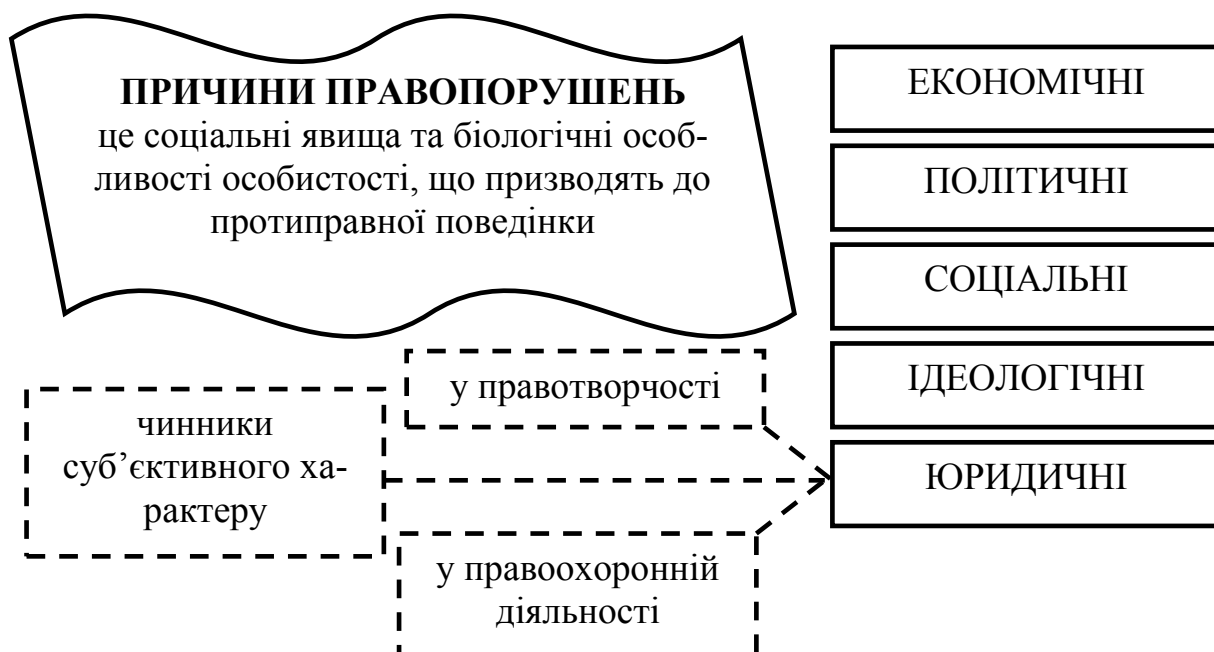 ПРИЧИНИ ПРАВОПОРУШЕНЬ
це соціальні явища та біологічні особ-
ливості особистості, що призводять до
протиправної поведінки
ЕКОНОМІЧНІ
ПОЛІТИЧНІ
СОЦІАЛЬНІ
ІДЕОЛОГІЧНІ
ЮРИДИЧНІ
у правотворчості
чинники
суб’єктивного ха-
рактеру
у правоохоронній
діяльності